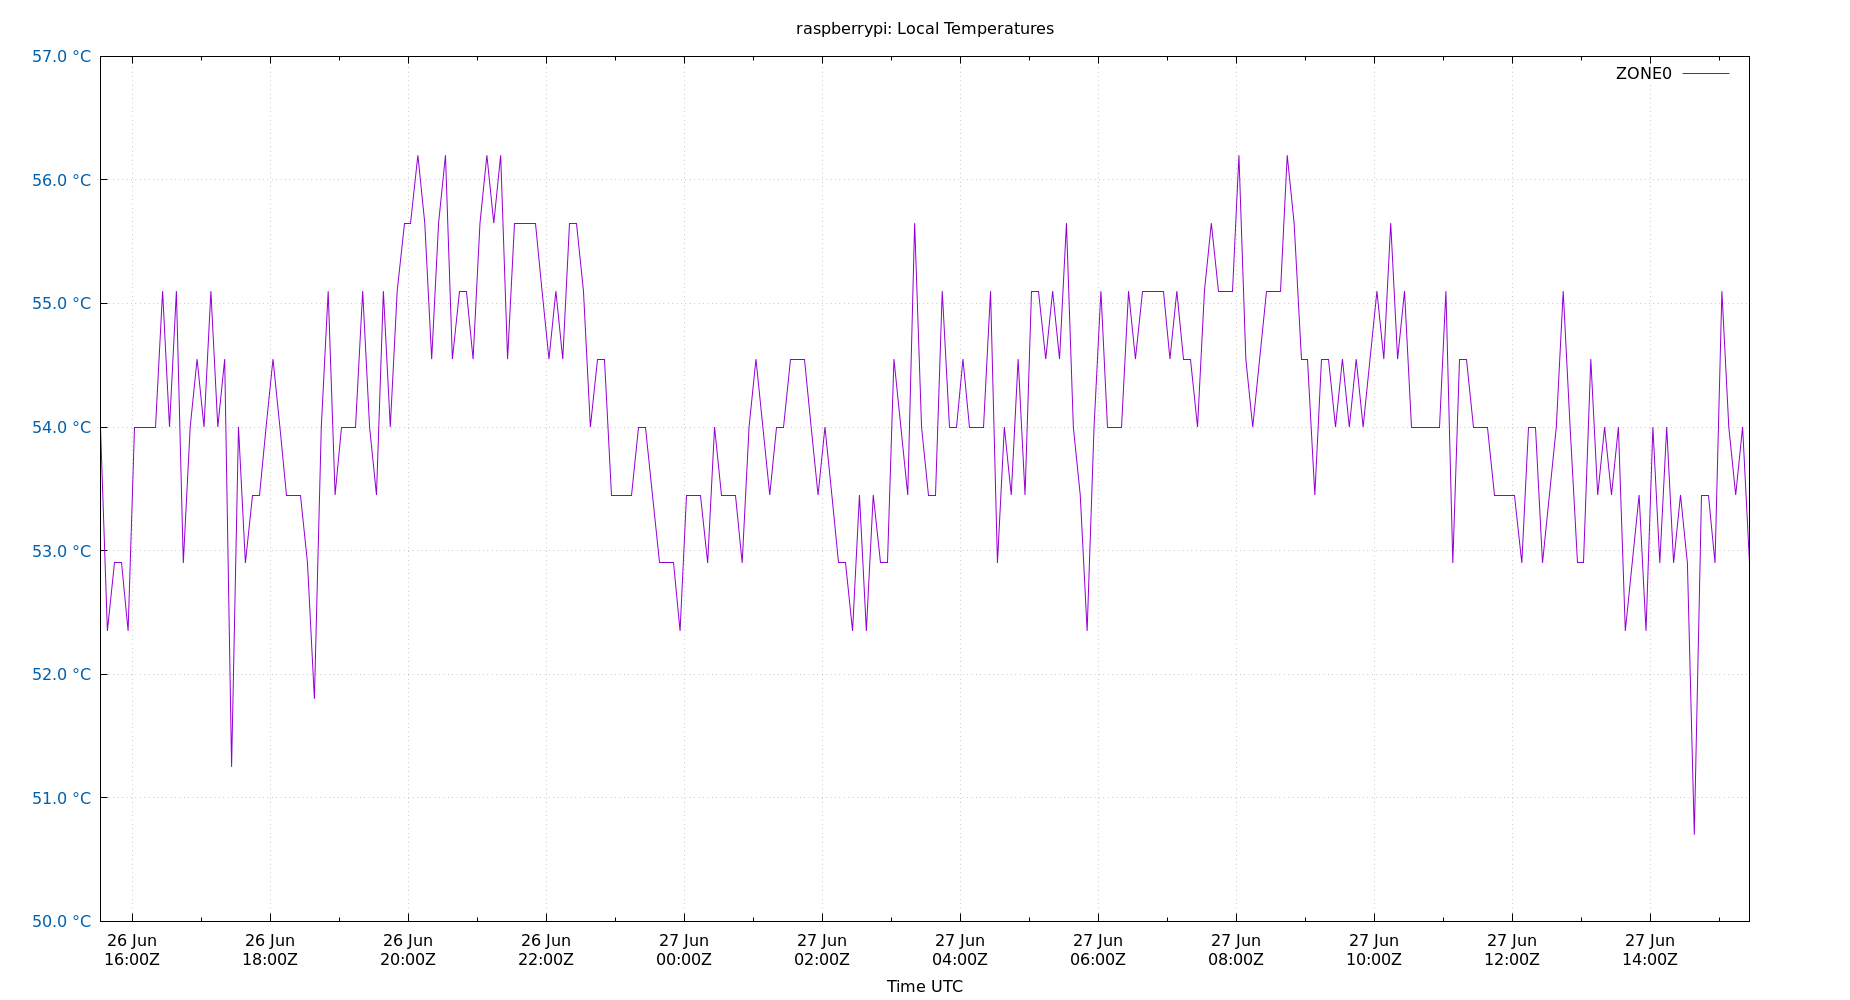 raspberrypi: Local Temperatures
57.0 °C
ZONE0
56.0 °C
55.0 °C
54.0 °C
53.0 °C
52.0 °C
51.0 °C
50.0 °C
26 Jun 26 Jun 26 Jun 26 Jun 27 Jun 27 Jun 27 Jun 27 Jun 27 Jun 27 Jun 27 Jun 27 Jun
16:00Z 18:00Z 20:00Z 22:00Z 00:00Z 02:00Z 04:00Z 06:00Z 08:00Z 10:00Z 12:00Z 14:00Z
Time UTC